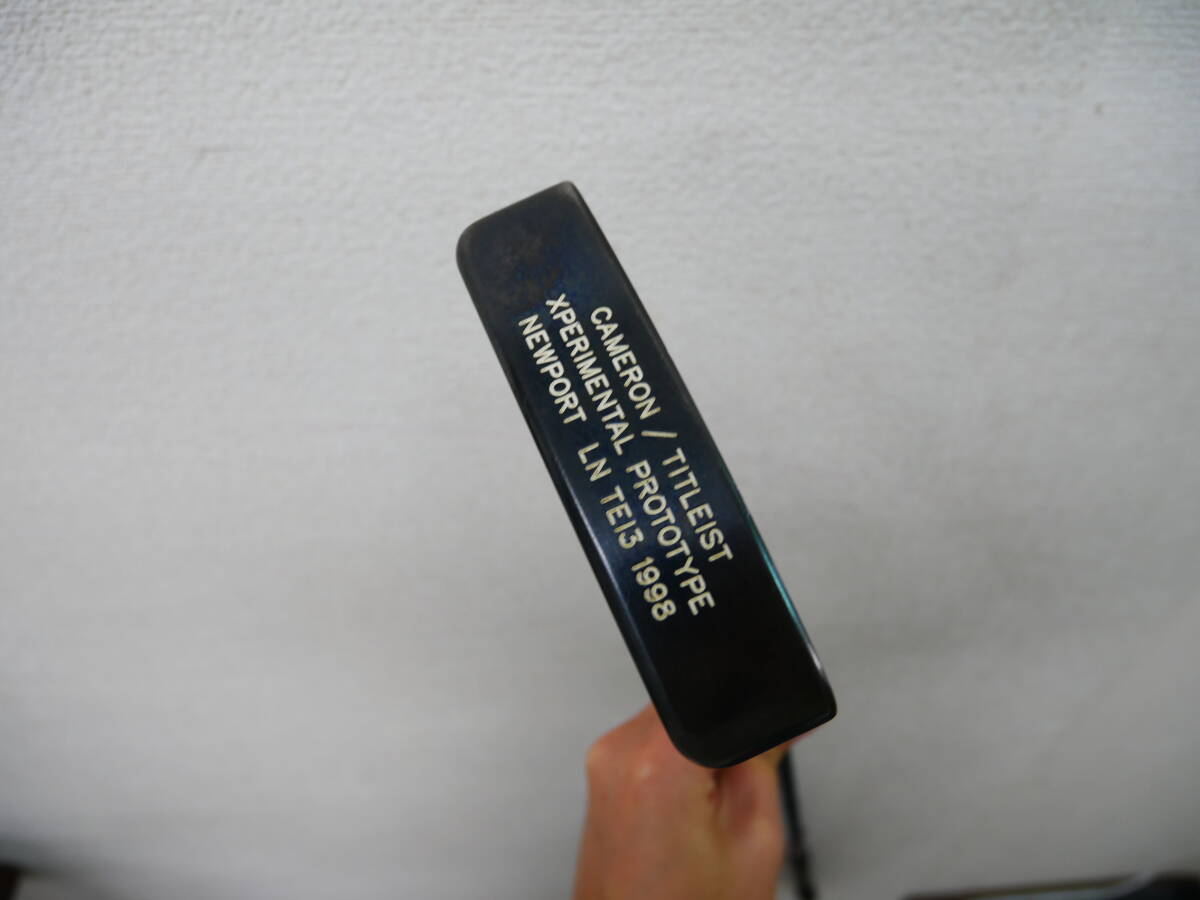 CAMERON / TITLEIST
XPERIMENTAL PROTOTYPE
NEWPORT LN TEI3 1998